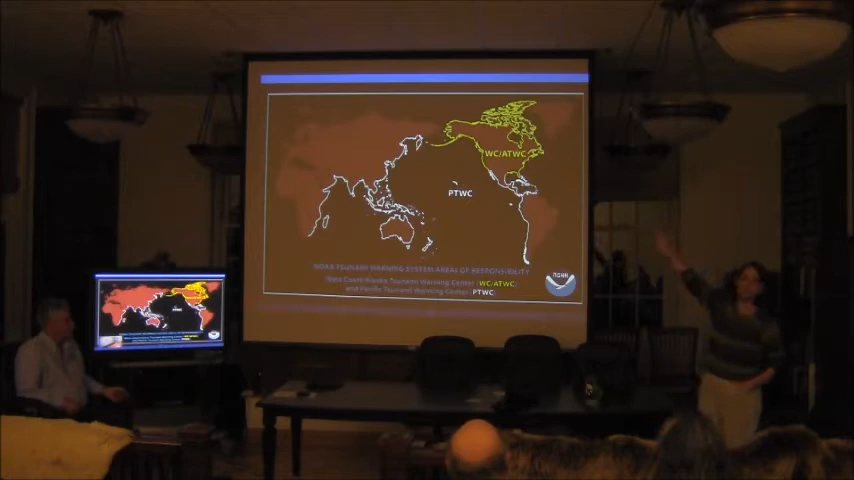 WC/ATWC
PTWC
NOAA TSUNAMI WARNING SYSTEM AREAS OF RESPONSIBILITY
West Coast/Alaska Tsunami Warning Center (WC/ATWC)
and Pacific Tsunami Warning Center (PTWC)
NOAA